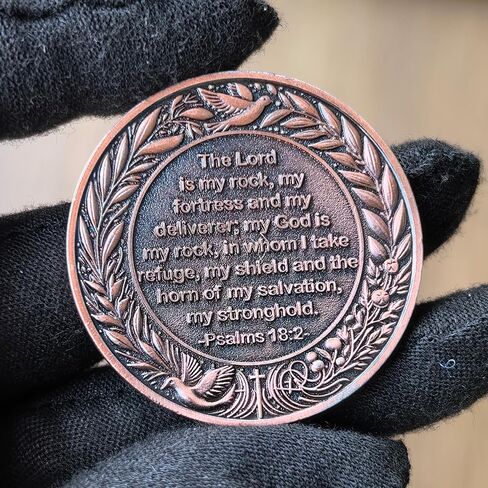 The Lord
is my rock, my
fortress and my
deliverer; my God is
my rock, in whom I take
refuge, my shield and the
horn of my salvation,
my stronghold.
-Psalms 18:2-